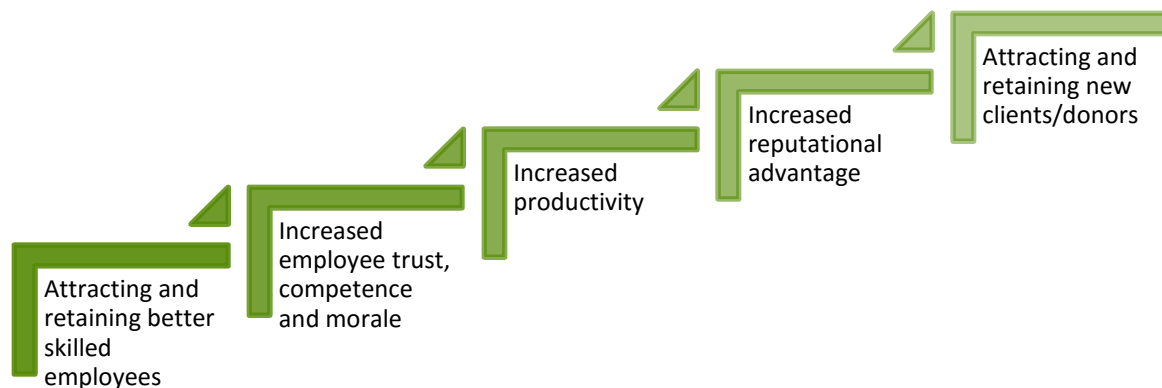 Attracting and
retaining better
skilled
employees
Increased
employee trust,
competence
and morale
Increased
productivity
Increased
reputational
advantage
Attracting and
retaining new
clients/donors